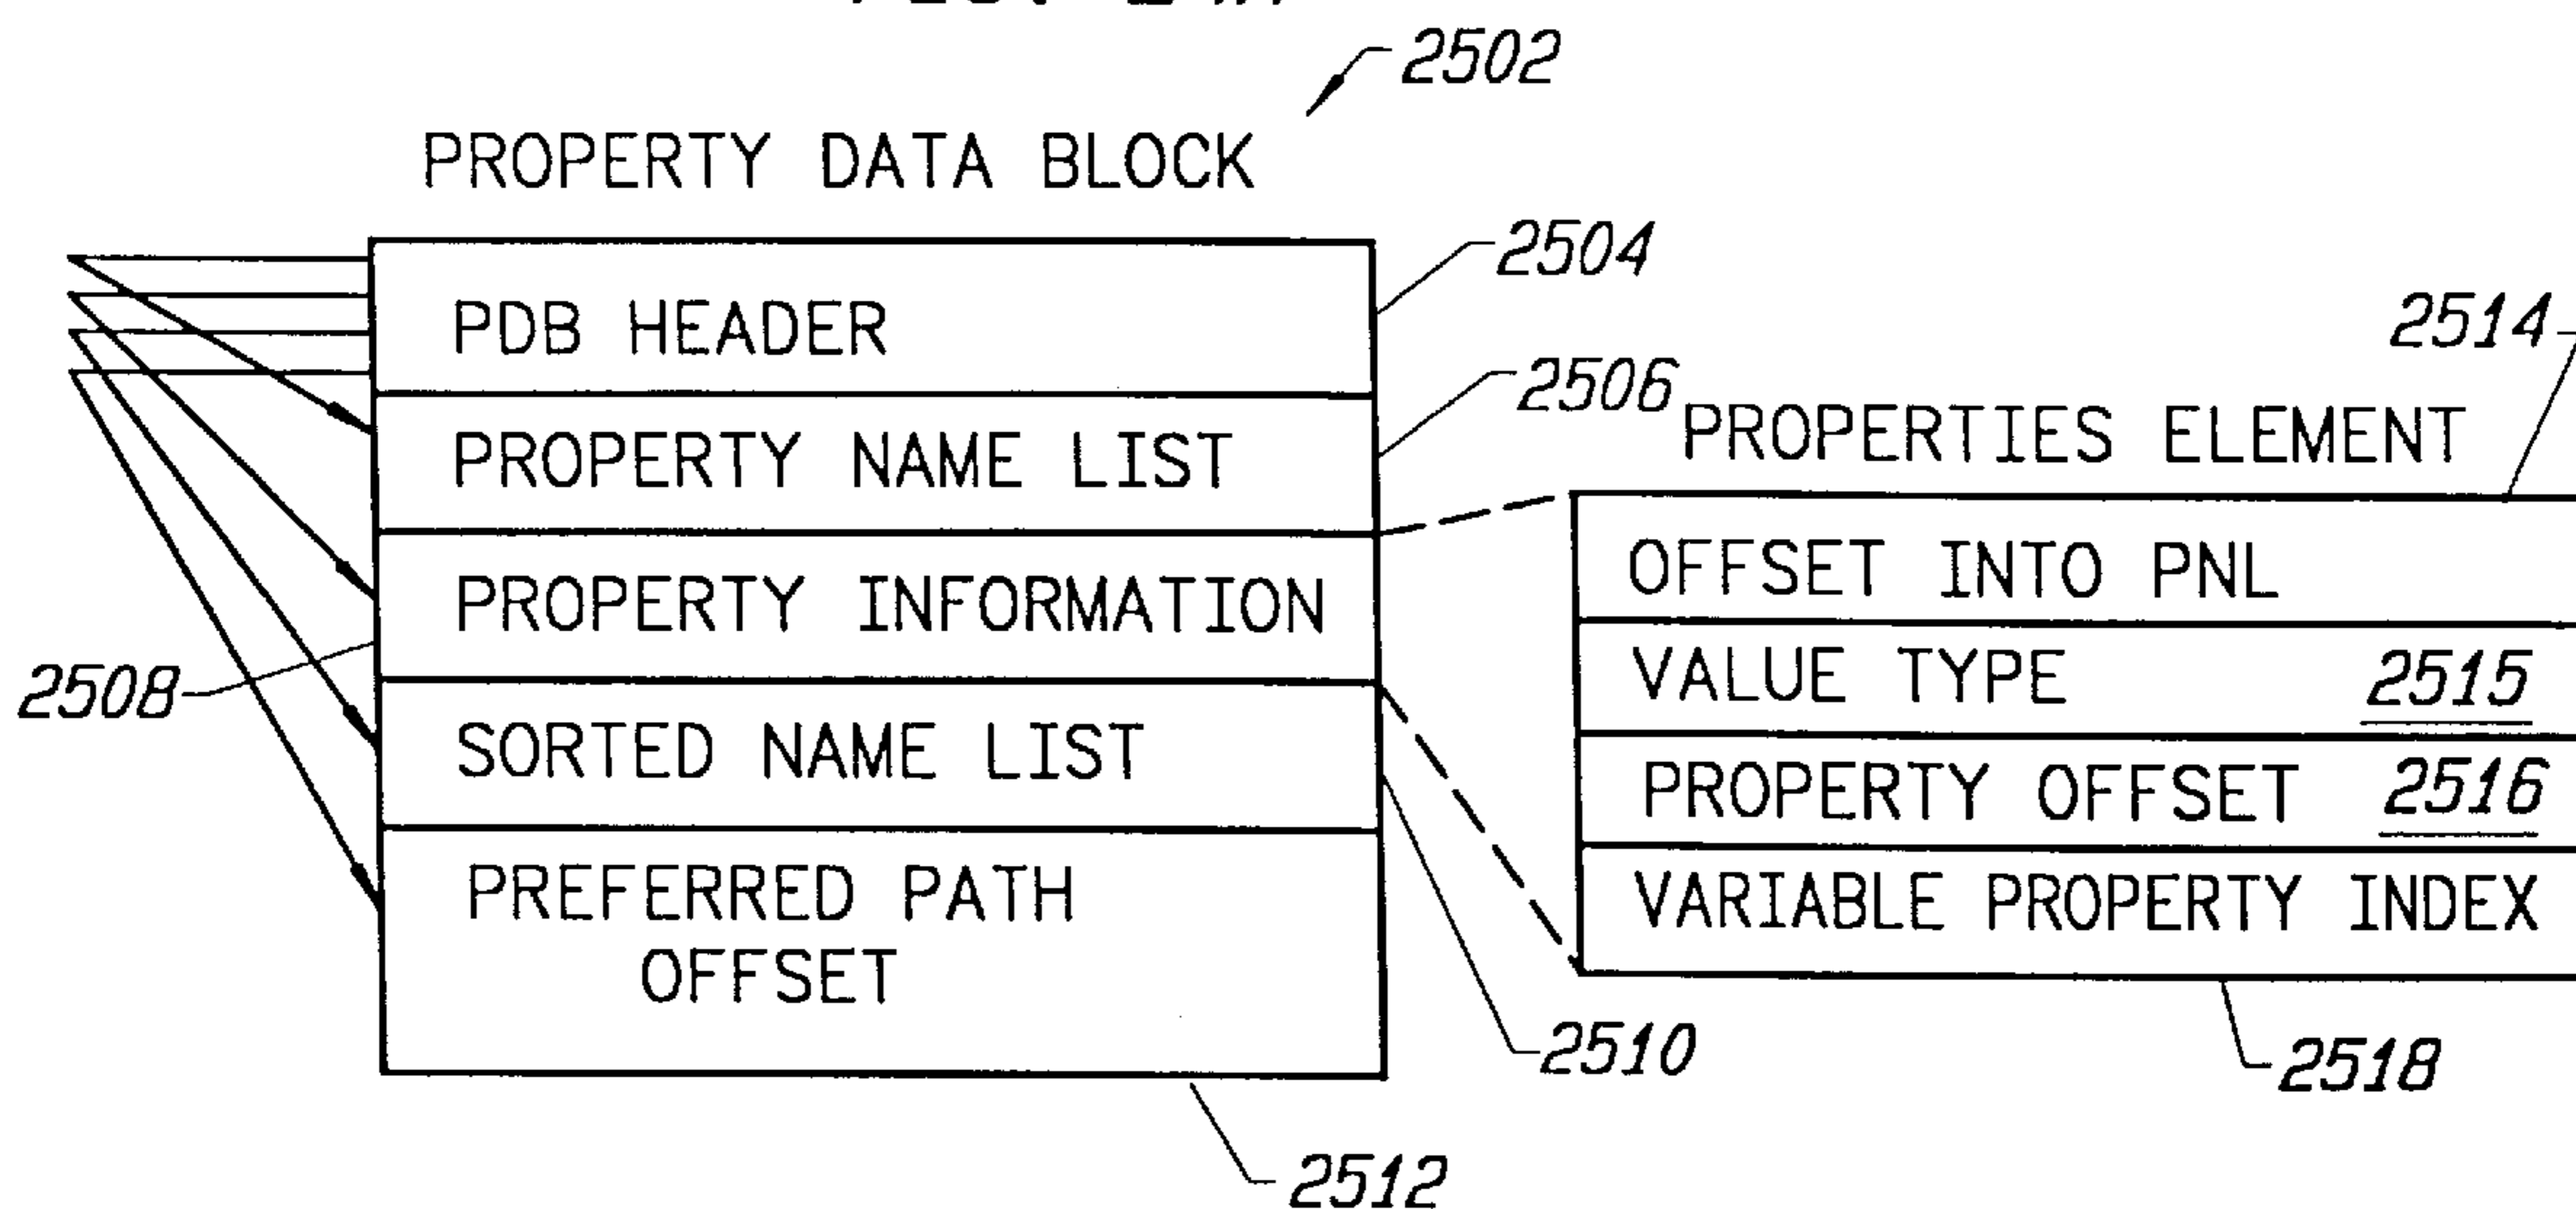 2502
PROPERTY DATA BLOCK
2504
PDB HEADER
2506
PROPERTY NAME LIST
PROPERTY INFORMATION
2508
SORTED NAME LIST
2510
PREFERRED PATH
OFFSET
2512
2514
PROPERTIES ELEMENT
OFFSET INTO PNL
VALUE TYPE 2515
PROPERTY OFFSET 2516
VARIABLE PROPERTY INDEX
2518